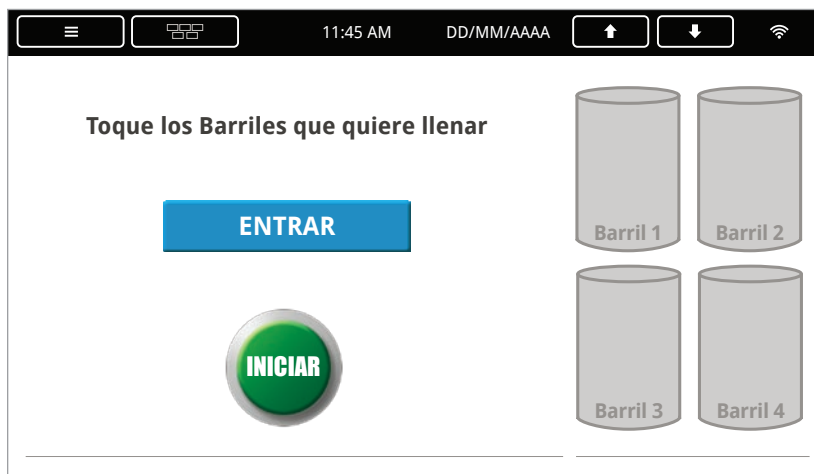 11:45 AM DD/MM/AAAA
Toque los Barriles que quiere llenar
ENTRAR
INICIAR
Barril 1 Barril 2
Barril 3 Barril 4